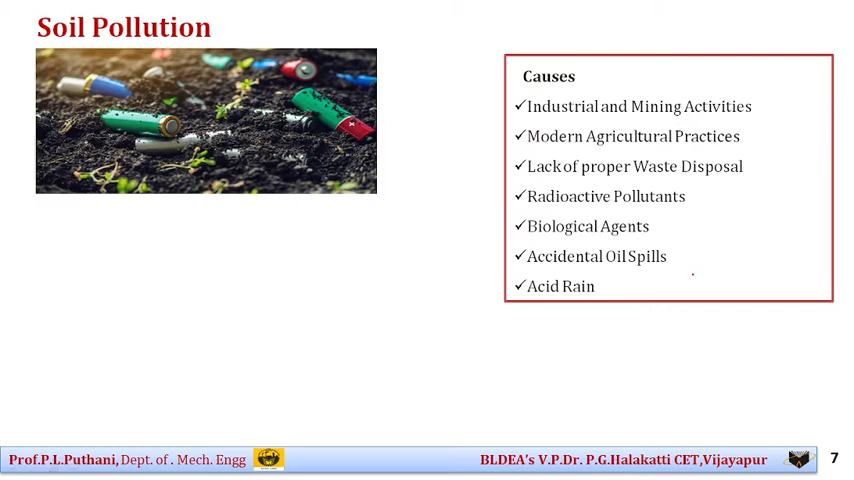 Soil Pollution
Causes
✓Industrial and Mining Activities
✓Modern Agricultural Practices
✓Lack of proper Waste Disposal
✓Radioactive Pollutants
✓Biological Agents
✓Accidental Oil Spills
✓Acid Rain
Prof.P.L.Puthani, Dept. of . Mech. Engg
BLDEA's V.P.Dr. P.G.Halakatti CET,Vijayapur
7